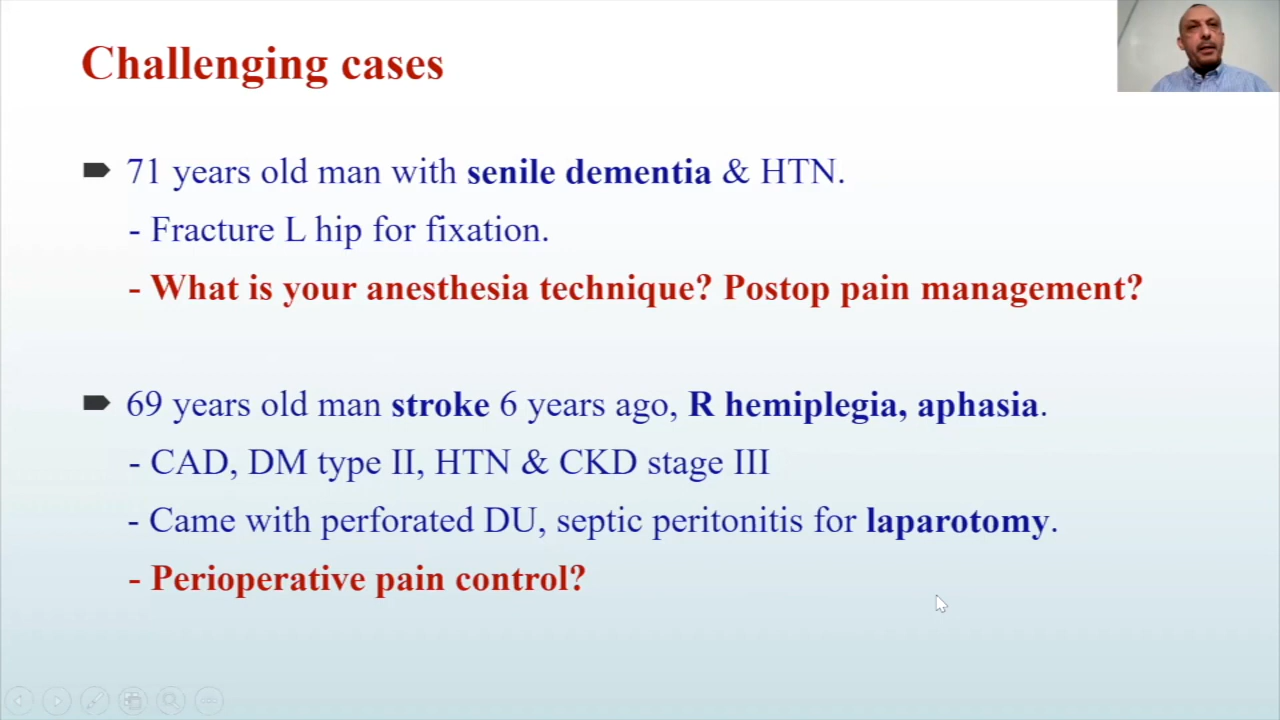 Challenging cases
71 years old man with senile dementia & HTN.
- Fracture L hip for fixation.
- What is your anesthesia technique? Postop pain management?
69 years old man stroke 6 years ago, R hemiplegia, aphasia.
- CAD, DM type II, HTN & CKD stage III
- Came with perforated DU, septic peritonitis for laparotomy.
- Perioperative pain control?